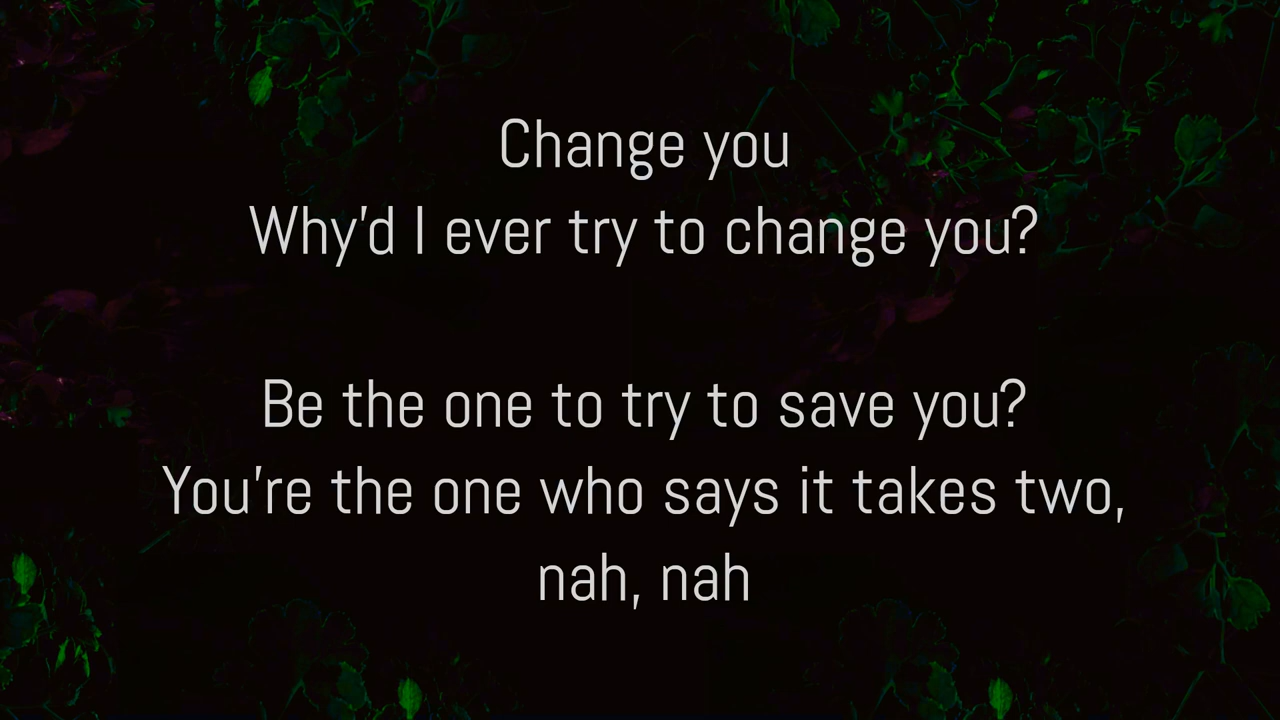 Change you
Why'd I ever try to change you?
Be the one to try to save you?
You're the one who says it takes two,
nah, nah